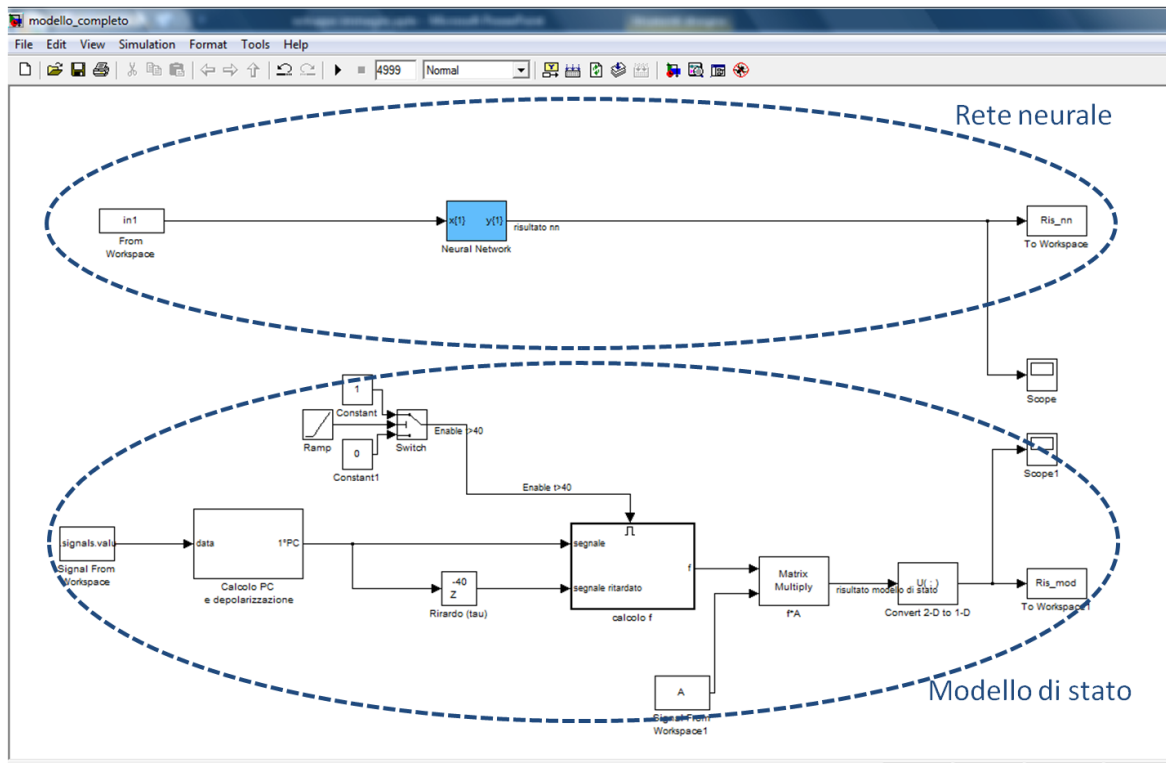 modello_completo
File Edit View Simulation Format Tools Help
4999 Normal
Rete neurale
in1
From
Workspace
x{1} y{1}
Neural Network
risultato nn
Ris_nn
To Workspace
Scope
1
Constant
Ramp
Switch
Enable t>40
0
Constant1
Scope1
Enable t>40
signals.valu
Signal From
Workspace
data 1*PC
Calcolo PC
e depolarizzazione
-40
Z
Rirardo (tau)
segnale
segnale ritardato
f
calcolo f
Matrix
Multiply
f*A
risultato modello di stato
U( : )
Convert 2-D to 1-D
Ris_mod
To Workspace1
A
Signal From
Workspace1
Modello di stato